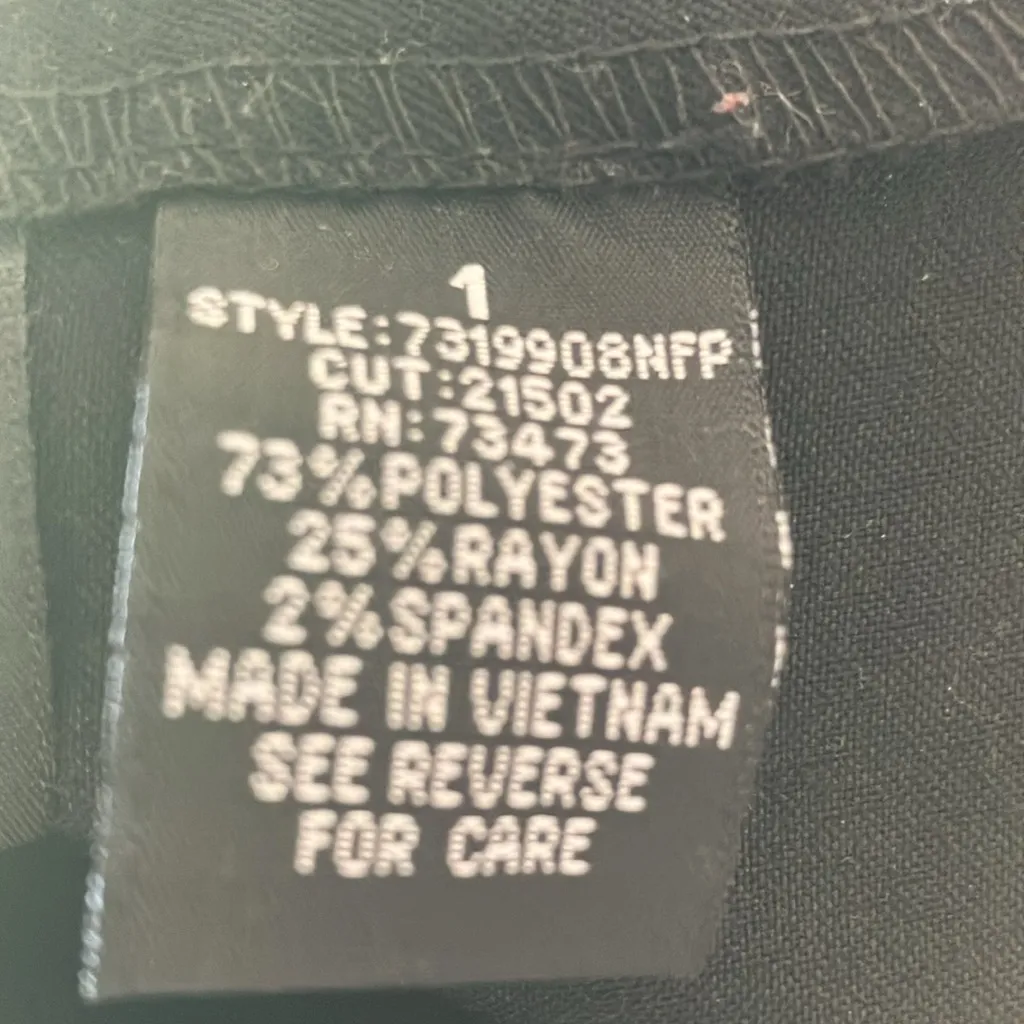 1
STYLE:7319908NFP
CUT:21502
RN:73473
73%POLYESTER
25%RAYON
2%SPANDEX
MADE IN VIETNAM
SEE REVERSE
FOR CARE